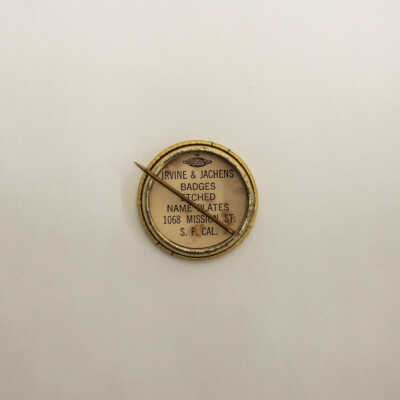 IRVINE & JACHENS
BADGES
ETCHED
NAME PLATES
1068 MISSION ST.
S. F. CAL.